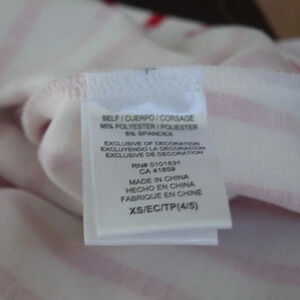 SELF / CUERPO / CORSAGE
95% POLYESTER / POLIESTER
5% SPANDEX
EXCLUSIVE OF DECORATION
EXCLUYENDO LA DECORACION
EXCLUSION DE DECORATION
RN# 0101531
CA 41859
MADE IN CHINA
HECHO EN CHINA
FABRIQUE EN CHINE
XS/EC/TP(4/5)